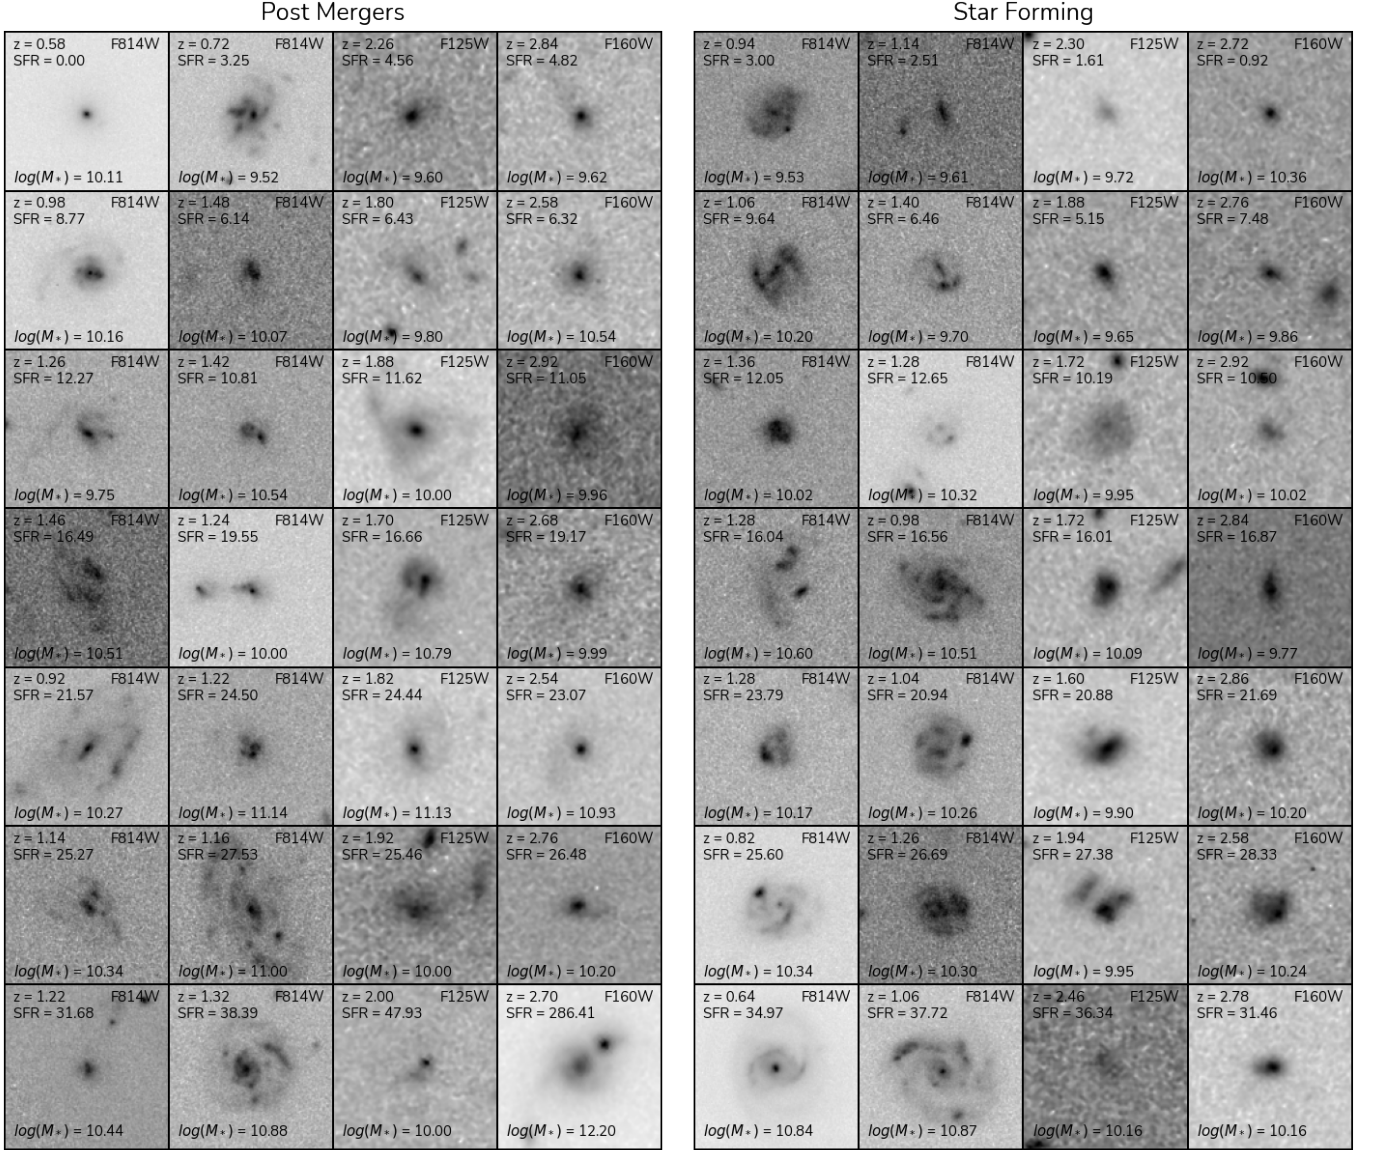 Post Mergers
Star Forming
z = 0.58 F814W
SFR = 0.00
log(M*) = 10.11
z = 0.72 F814W
SFR = 3.25
log(M*) = 9.52
z = 2.26 F125W
SFR = 4.56
log(M*) = 9.60
z = 2.84 F160W
SFR = 4.82
log(M*) = 9.62
z = 0.94 F814W
SFR = 3.00
log(M*) = 9.53
z = 1.14 F814W
SFR = 2.51
log(M*) = 9.61
z = 2.30 F125W
SFR = 1.61
log(M*) = 9.72
z = 2.72 F160W
SFR = 0.92
log(M*) = 10.36
z = 0.98 F814W
SFR = 8.77
log(M*) = 10.16
z = 1.48 F814W
SFR = 6.14
log(M*) = 10.07
z = 1.80 F125W
SFR = 6.43
log(M*) = 9.80
z = 2.58 F160W
SFR = 6.32
log(M*) = 10.54
z = 1.06 F814W
SFR = 9.64
log(M*) = 10.20
z = 1.40 F814W
SFR = 6.46
log(M*) = 9.70
z = 1.88 F125W
SFR = 5.15
log(M*) = 9.65
z = 2.76 F160W
SFR = 7.48
log(M*) = 9.86
z = 1.26 F814W
SFR = 12.27
log(M*) = 9.75
z = 1.42 F814W
SFR = 10.81
log(M*) = 10.54
z = 1.88 F125W
SFR = 11.62
log(M*) = 10.00
z = 2.92 F160W
SFR = 11.05
log(M*) = 9.96
z = 1.36 F814W
SFR = 12.05
log(M*) = 10.02
z = 1.28 F814W
SFR = 12.65
log(M*) = 10.32
z = 1.72 F125W
SFR = 10.19
log(M*) = 9.95
z = 2.92 F160W
SFR = 10.60
log(M*) = 10.02
z = 1.46 F814W
SFR = 16.49
log(M*) = 10.51
z = 1.24 F814W
SFR = 19.55
log(M*) = 10.00
z = 1.70 F125W
SFR = 16.66
log(M*) = 10.79
z = 2.68 F160W
SFR = 19.17
log(M*) = 9.99
z = 1.28 F814W
SFR = 16.04
log(M*) = 10.60
z = 0.98 F814W
SFR = 16.56
log(M*) = 10.51
z = 1.72 F125W
SFR = 16.01
log(M*) = 10.09
z = 2.84 F160W
SFR = 16.87
log(M*) = 9.77
z = 0.92 F814W
SFR = 21.57
log(M*) = 10.27
z = 1.22 F814W
SFR = 24.50
log(M*) = 11.14
z = 1.82 F125W
SFR = 24.44
log(M*) = 11.13
z = 2.54 F160W
SFR = 23.07
log(M*) = 10.93
z = 1.28 F814W
SFR = 23.79
log(M*) = 10.17
z = 1.04 F814W
SFR = 20.94
log(M*) = 10.26
z = 1.60 F125W
SFR = 20.88
log(M*) = 9.90
z = 2.86 F160W
SFR = 21.69
log(M*) = 10.20
z = 1.14 F814W
SFR = 25.27
log(M*) = 10.34
z = 1.16 F814W
SFR = 27.53
log(M*) = 11.00
z = 1.92 F125W
SFR = 25.46
log(M*) = 10.00
z = 2.76 F160W
SFR = 26.48
log(M*) = 10.20
z = 0.82 F814W
SFR = 25.60
log(M*) = 10.34
z = 1.26 F814W
SFR = 26.69
log(M*) = 10.30
z = 1.94 F125W
SFR = 27.38
log(M*) = 9.95
z = 2.58 F160W
SFR = 28.33
log(M*) = 10.24
z = 1.22 F814W
SFR = 31.68
log(M*) = 10.44
z = 1.32 F814W
SFR = 38.39
log(M*) = 10.88
z = 2.00 F125W
SFR = 47.93
log(M*) = 10.00
z = 2.70 F160W
SFR = 286.41
log(M*) = 12.20
z = 0.64 F814W
SFR = 34.97
log(M*) = 10.84
z = 1.06 F814W
SFR = 37.72
log(M*) = 10.87
z = 2.46 F125W
SFR = 36.34
log(M*) = 10.16
z = 2.78 F160W
SFR = 31.46
log(M*) = 10.16